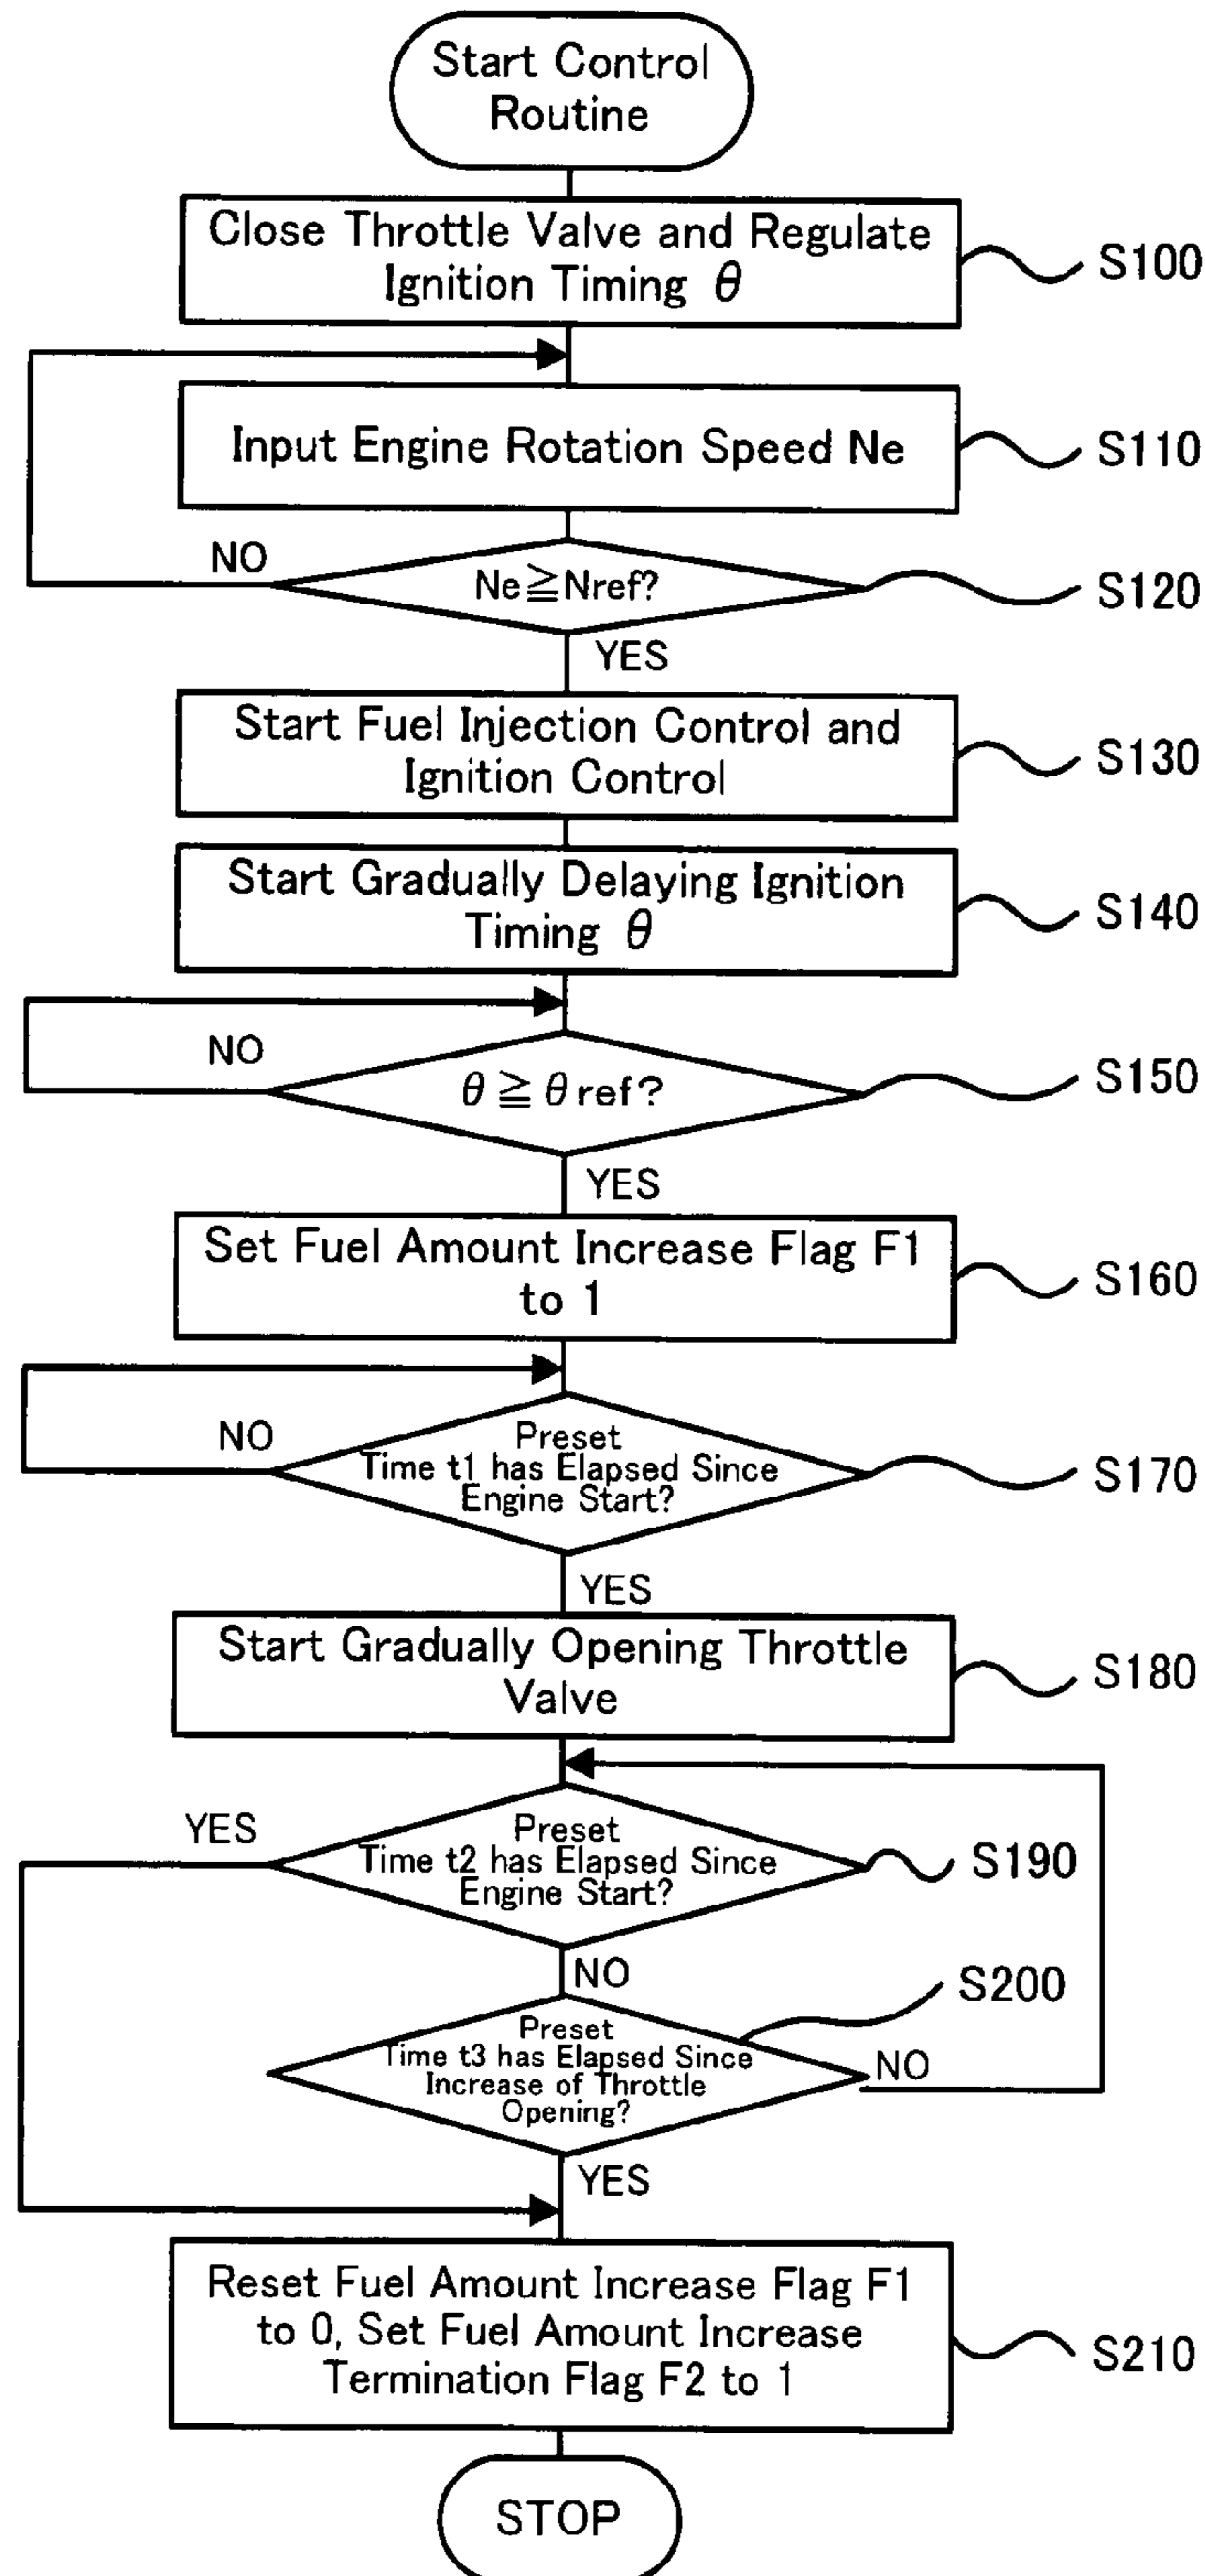 Start Control
Routine
Close Throttle Valve and Regulate
Ignition Timing θ
S100
Input Engine Rotation Speed Ne
S110
NO
Ne≧Nref?
S120
YES
Start Fuel Injection Control and
Ignition Control
S130
Start Gradually Delaying Ignition
Timing θ
S140
NO
θ ≧ θ ref?
S150
YES
Set Fuel Amount Increase Flag F1
to 1
S160
NO
Preset
Time t1 has Elapsed Since
Engine Start?
S170
YES
Start Gradually Opening Throttle
Valve
S180
YES
Preset
Time t2 has Elapsed Since
Engine Start?
S190
NO
S200
Preset
Time t3 has Elapsed Since
Increase of Throttle
Opening?
NO
YES
Reset Fuel Amount Increase Flag F1
to 0, Set Fuel Amount Increase
Termination Flag F2 to 1
S210
STOP